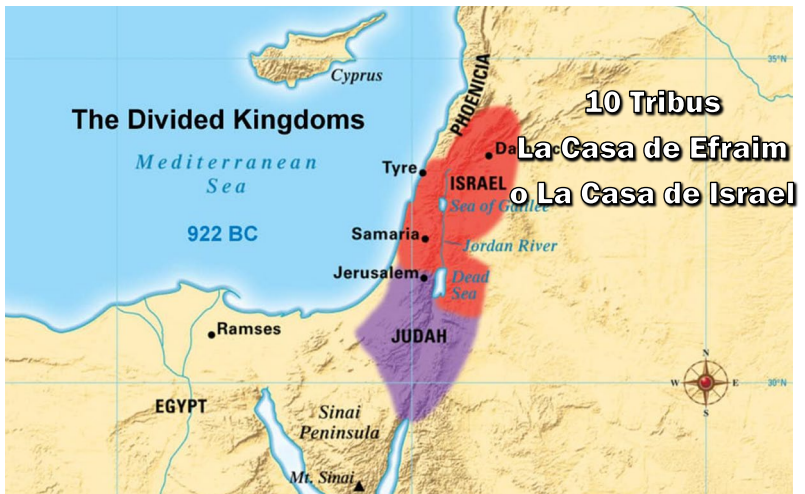 35°N
Cyprus
PHOENICIA
10 Tribus
The Divided Kingdoms
La Casa de Efraim
Mediterranean
Sea
Tyre
ISRAEL
o La Casa de Israel
Sea of Galilee
922 BC
Samaria
Jordan River
Jerusalem
Dead
Sea
Ramses
JUDAH
N
W E
S
30°N
EGYPT
Sinai
Peninsula
Mt. Sinai